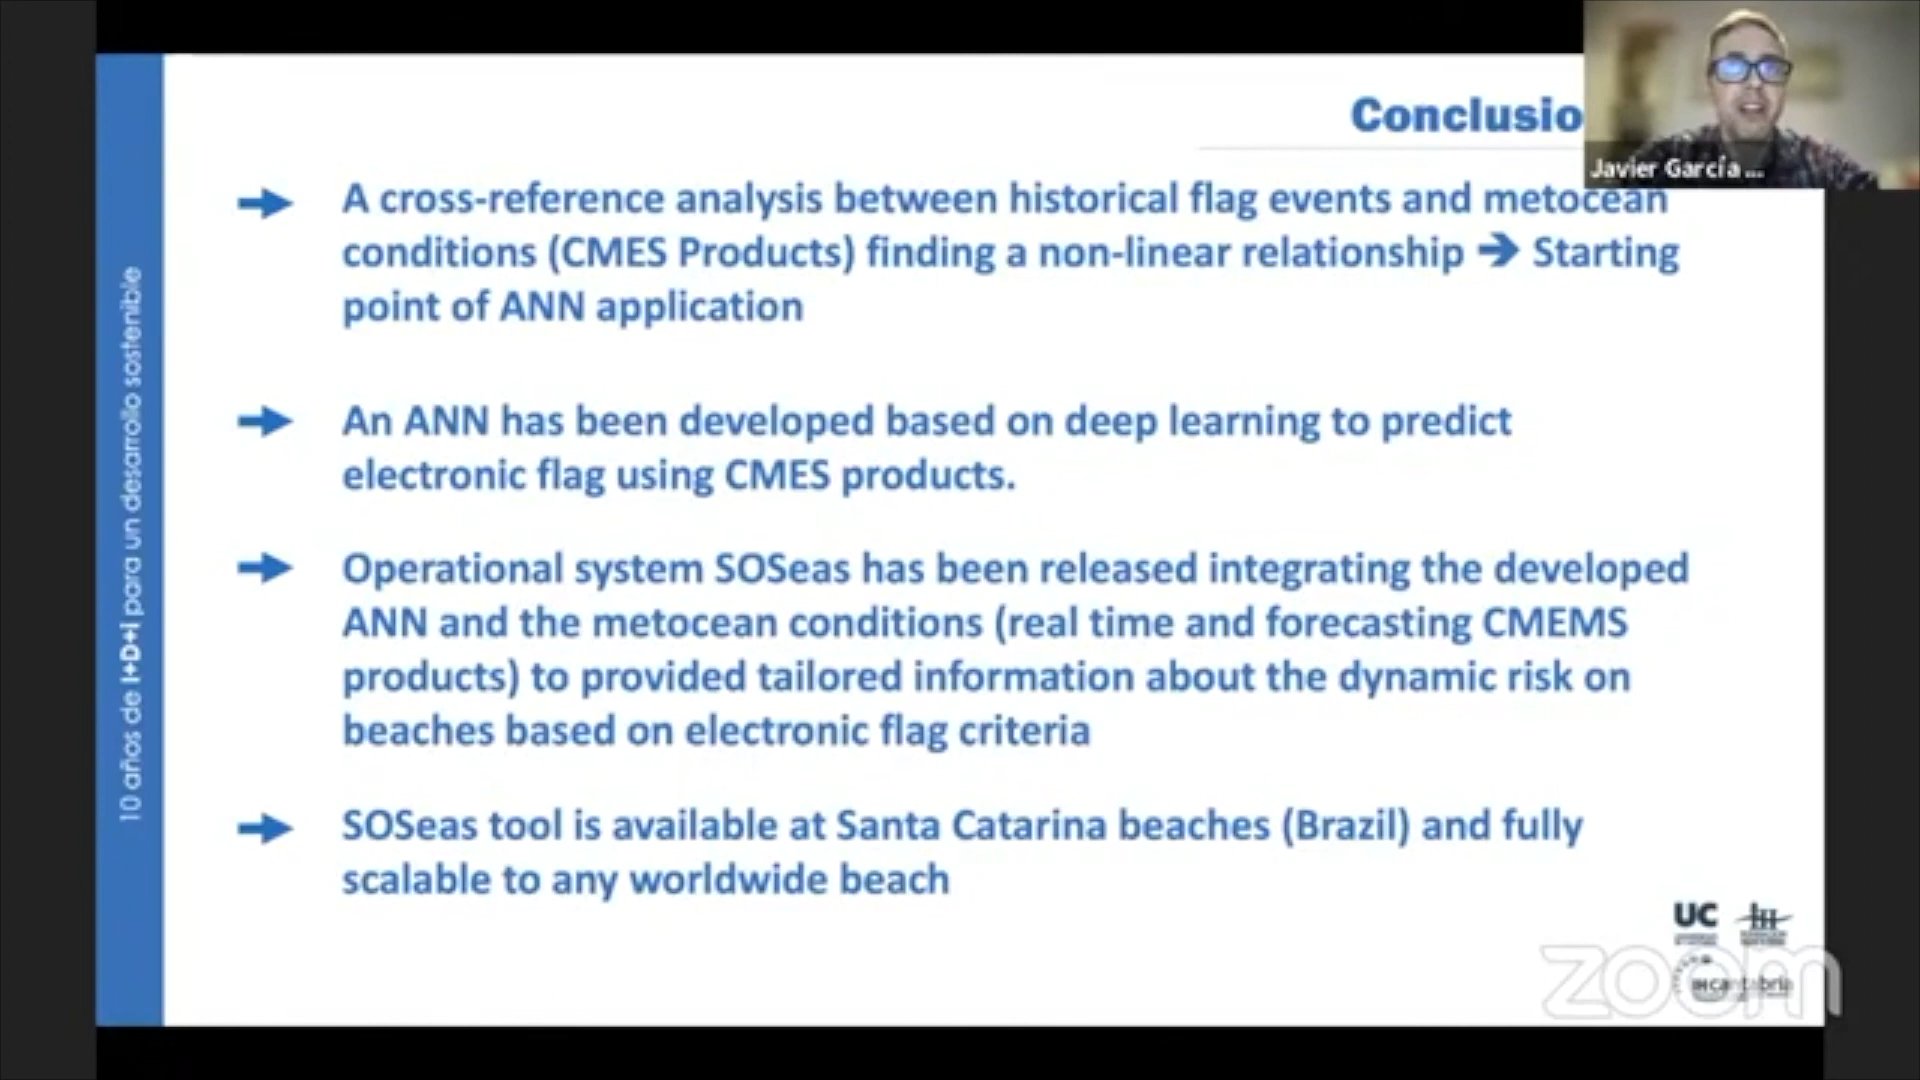 Conclusio
Javier García ...
A cross-reference analysis between historical flag events and metocean
conditions (CMES Products) finding a non-linear relationship ➔ Starting
point of ANN application
An ANN has been developed based on deep learning to predict
electronic flag using CMES products.
Operational system SOSeas has been released integrating the developed
ANN and the metocean conditions (real time and forecasting CMEMS
products) to provided tailored information about the dynamic risk on
beaches based on electronic flag criteria
SOSeas tool is available at Santa Catarina beaches (Brazil) and fully
scalable to any worldwide beach
10 años de I+D+I para un desarrollo sostenible
UC
IH
IHcantabria
zoom